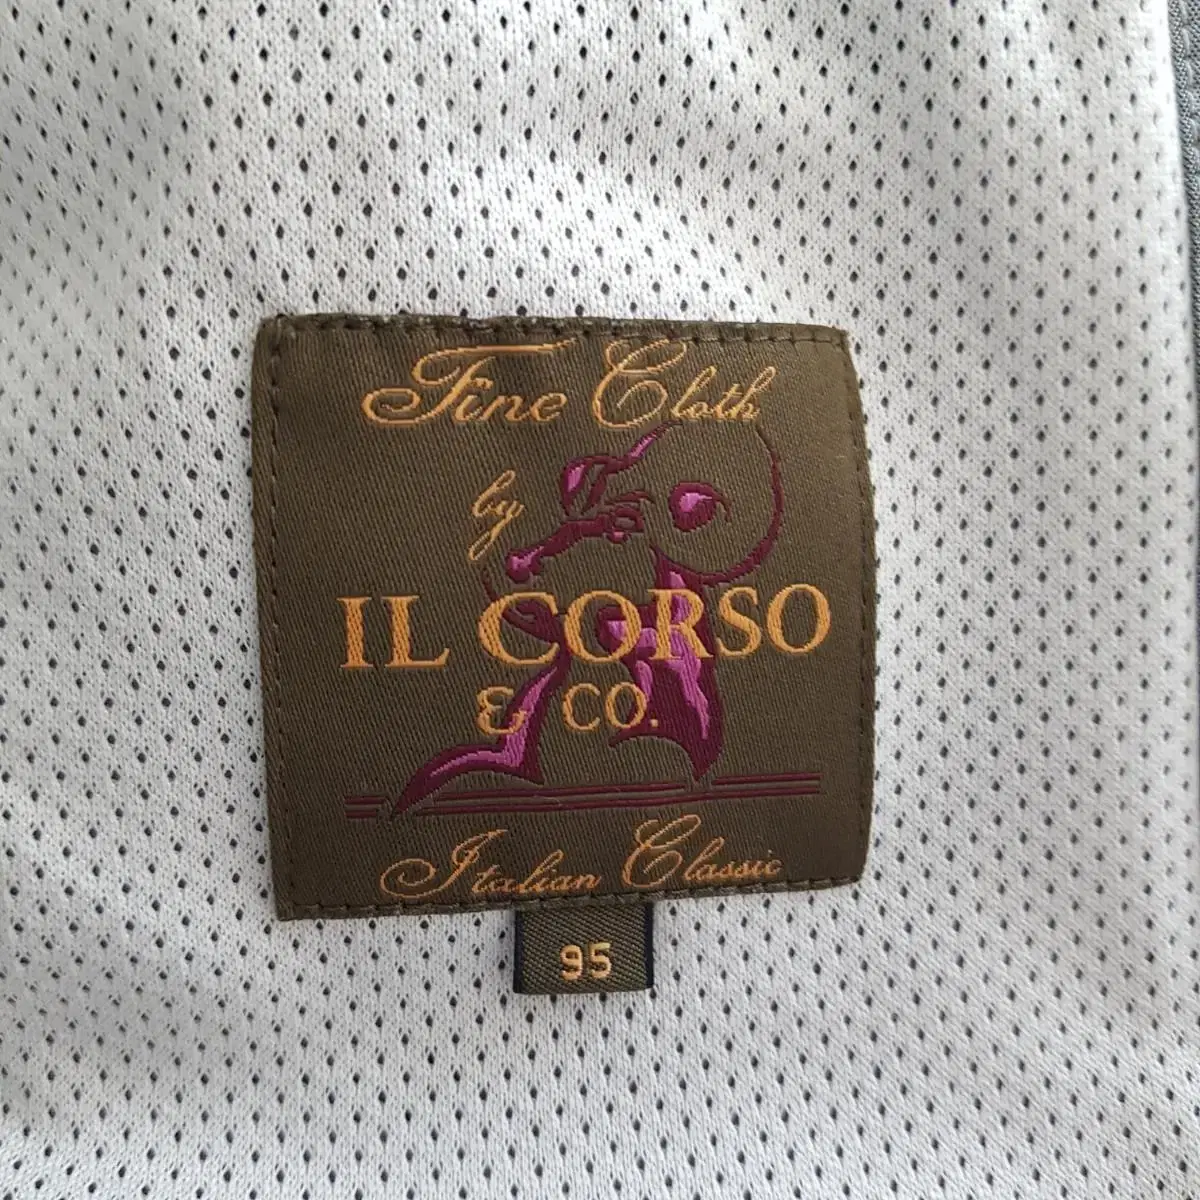 Fine Cloth
by
IL CORSO
& CO.
Italian Classic
95